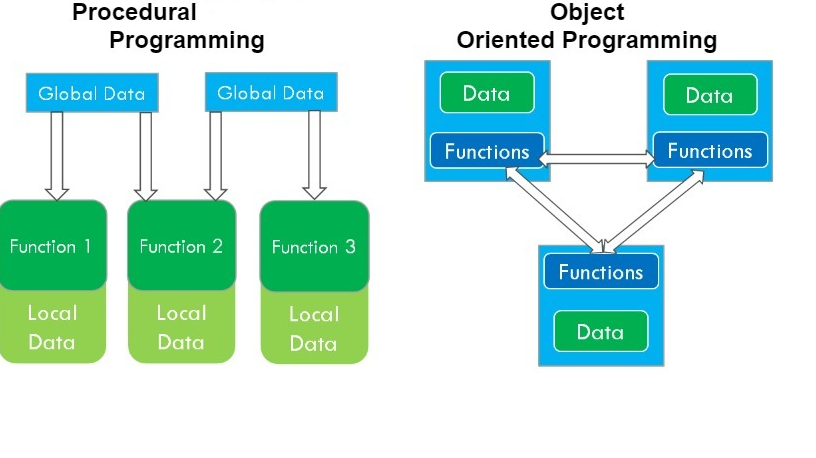 Procedural
Programming
Global Data
Global Data
Function 1
Function 2
Function 3
Local
Data
Local
Data
Local
Data
Object
Oriented Programming
Data
Data
Functions
Functions
Functions
Data